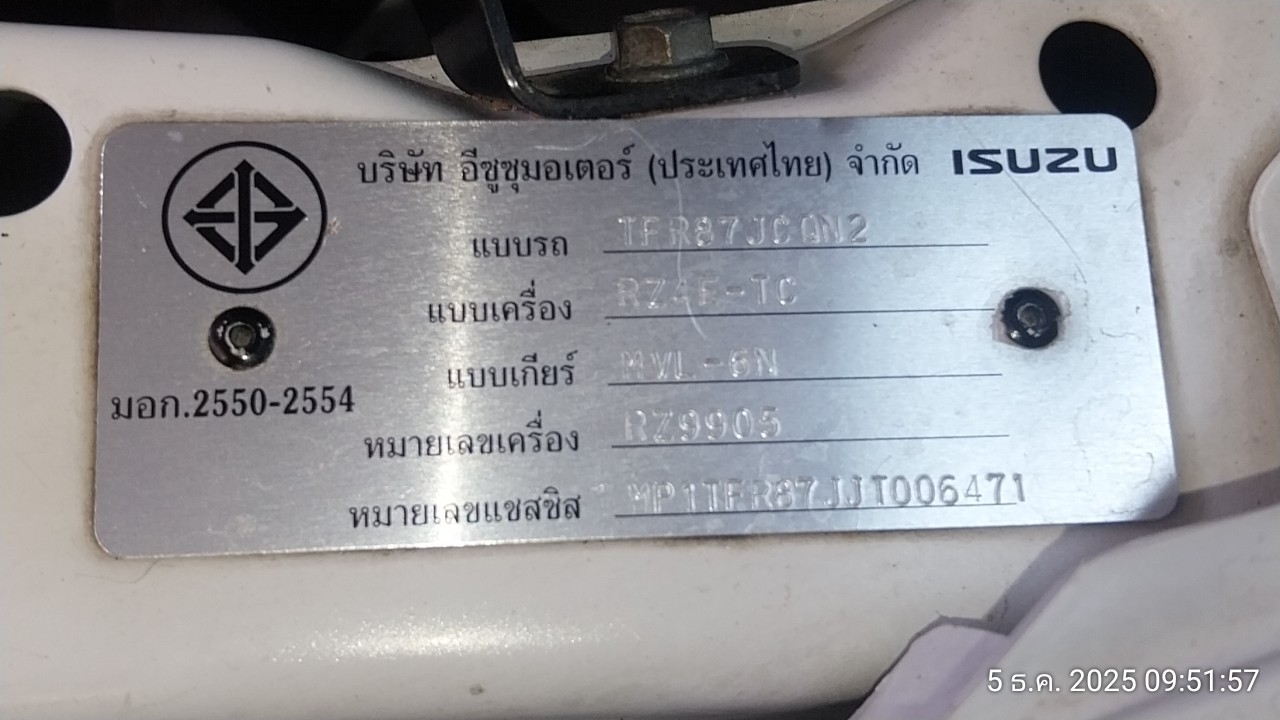 บริษัท อีซูซุมอเตอร์ (ประเทศไทย) จำกัด ISUZU
แบบรถ TFR87JCQN2
แบบเครื่อง RZ4E-TC
แบบเกียร์ MVL-6N
มอก.2550-2554
หมายเลขเครื่อง RZ9905
หมายเลขแชสซิส MP1TFR87JJT006471
5 ธ.ค. 2025 09:51:57